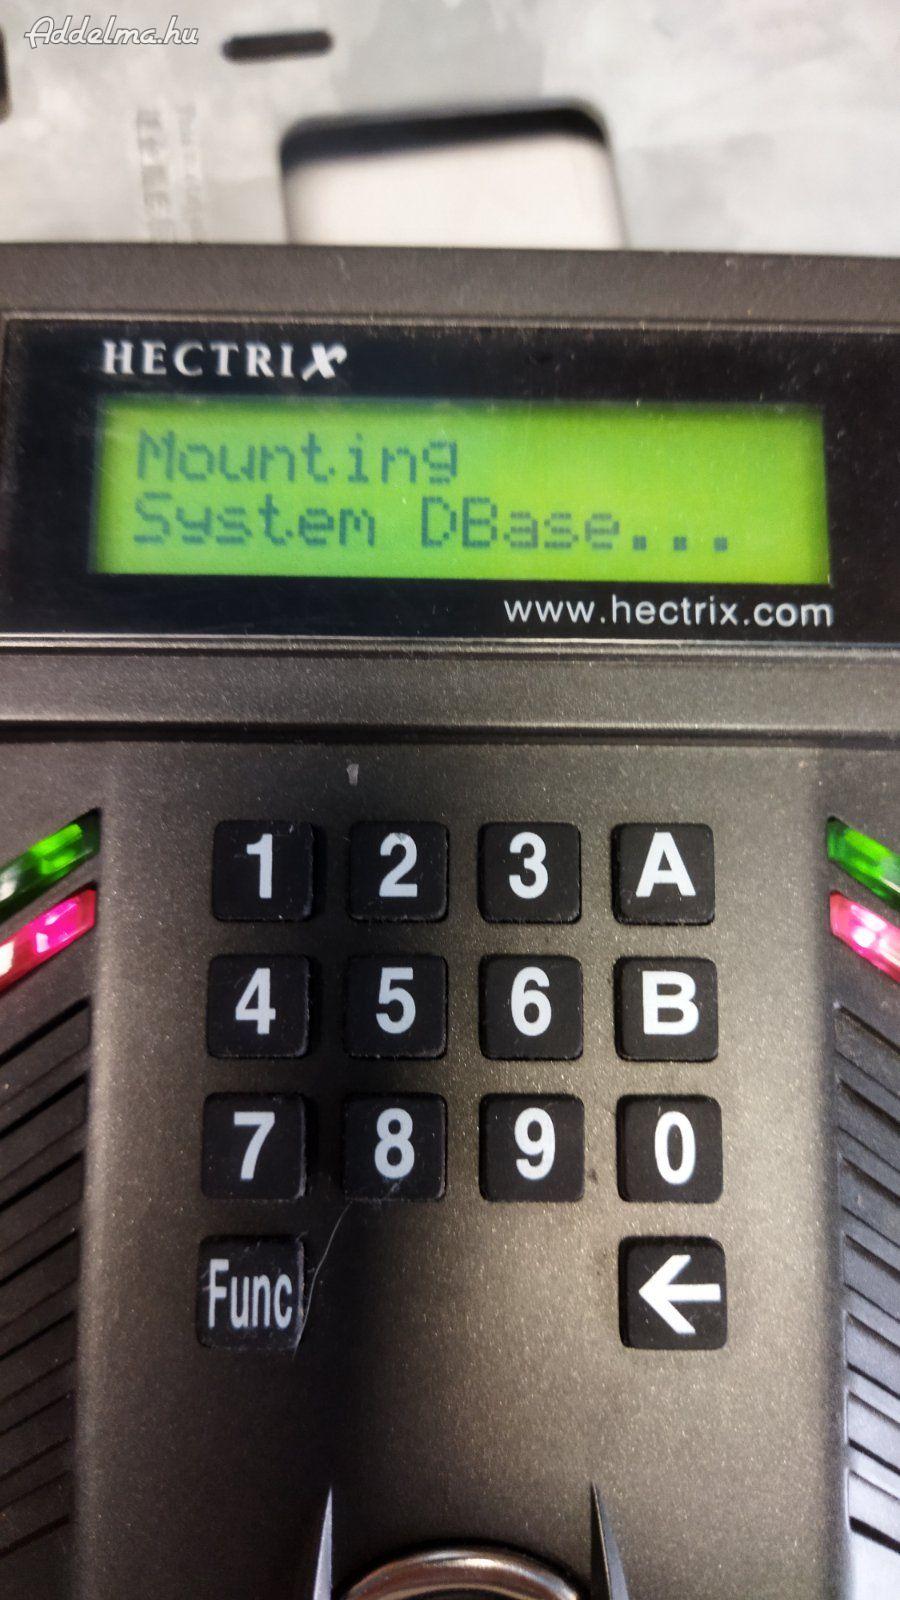 Addelma.hu
HECTRIX
Mounting
System DBase...
www.hectrix.com
1 2 3 A
4 5 6 B
7 8 9 0
Func ←